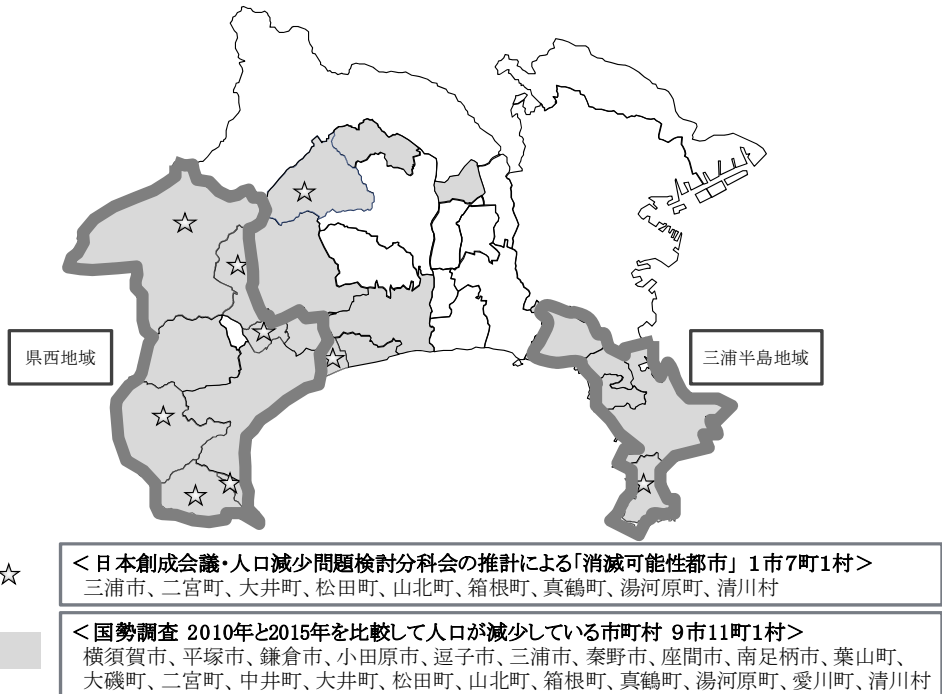 県西地域
三浦半島地域
☆
＜日本創成会議・人口減少問題検討分科会の推計による「消滅可能性都市」 1市7町1村＞
三浦市、二宮町、大井町、松田町、山北町、箱根町、真鶴町、湯河原町、清川村
＜国勢調査 2010年と2015年を比較して人口が減少している市町村 9市11町1村＞
横須賀市、平塚市、鎌倉市、小田原市、逗子市、三浦市、秦野市、座間市、南足柄市、葉山町、
大磯町、二宮町、中井町、大井町、松田町、山北町、箱根町、真鶴町、湯河原町、愛川町、清川村